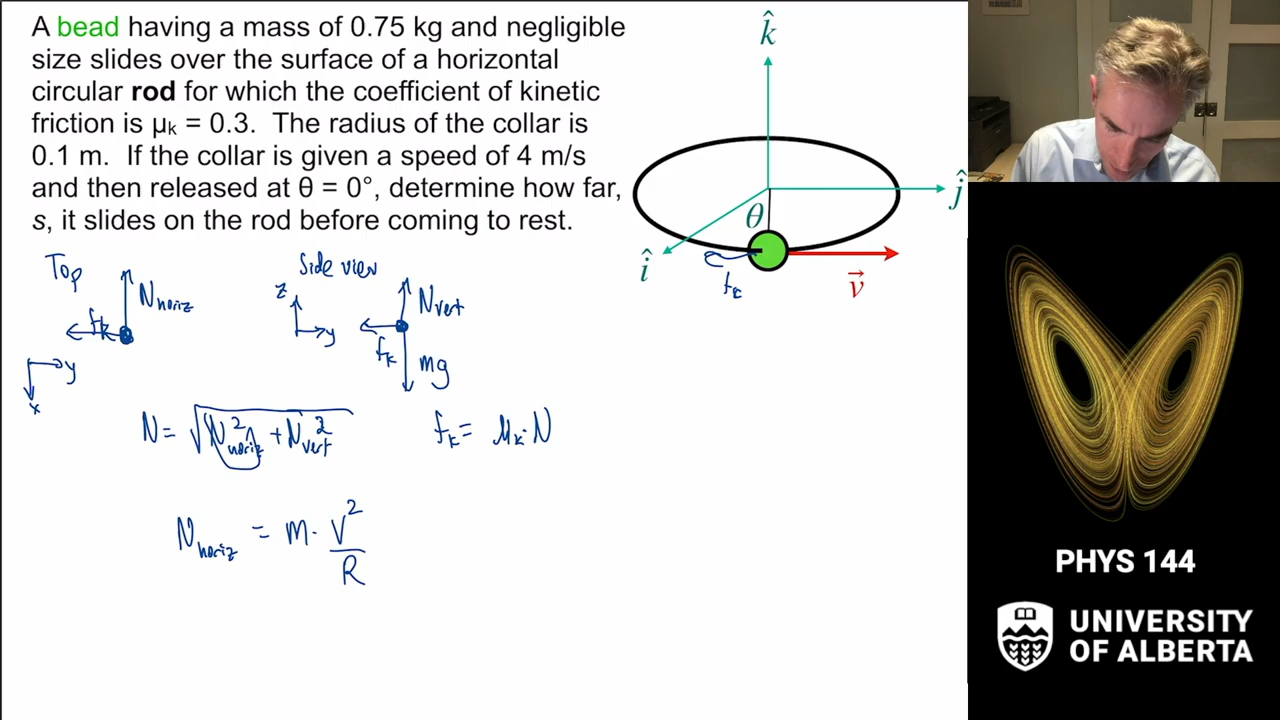 A bead having a mass of 0.75 kg and negligible
size slides over the surface of a horizontal
circular rod for which the coefficient of kinetic
friction is μk = 0.3. The radius of the collar is
0.1 m. If the collar is given a speed of 4 m/s
and then released at θ = 0°, determine how far,
s, it slides on the rod before coming to rest.
k̂
ĵ
î
θ
v⃗
fk
Top
Nhoriz
fk
y
x
Side view
z
y
Nvert
fk
mg
N = √(N²horiz + N²vert)
fk = μk · N
Nhoriz = m · v²/R
PHYS 144
UNIVERSITY
OF ALBERTA